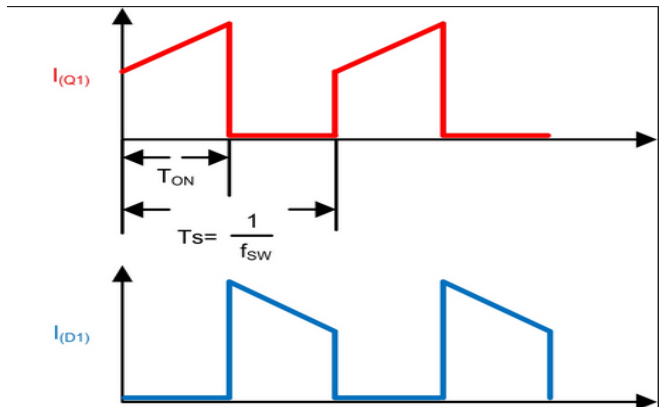 I(Q1)
TON
Ts= 1
fSW
I(D1)